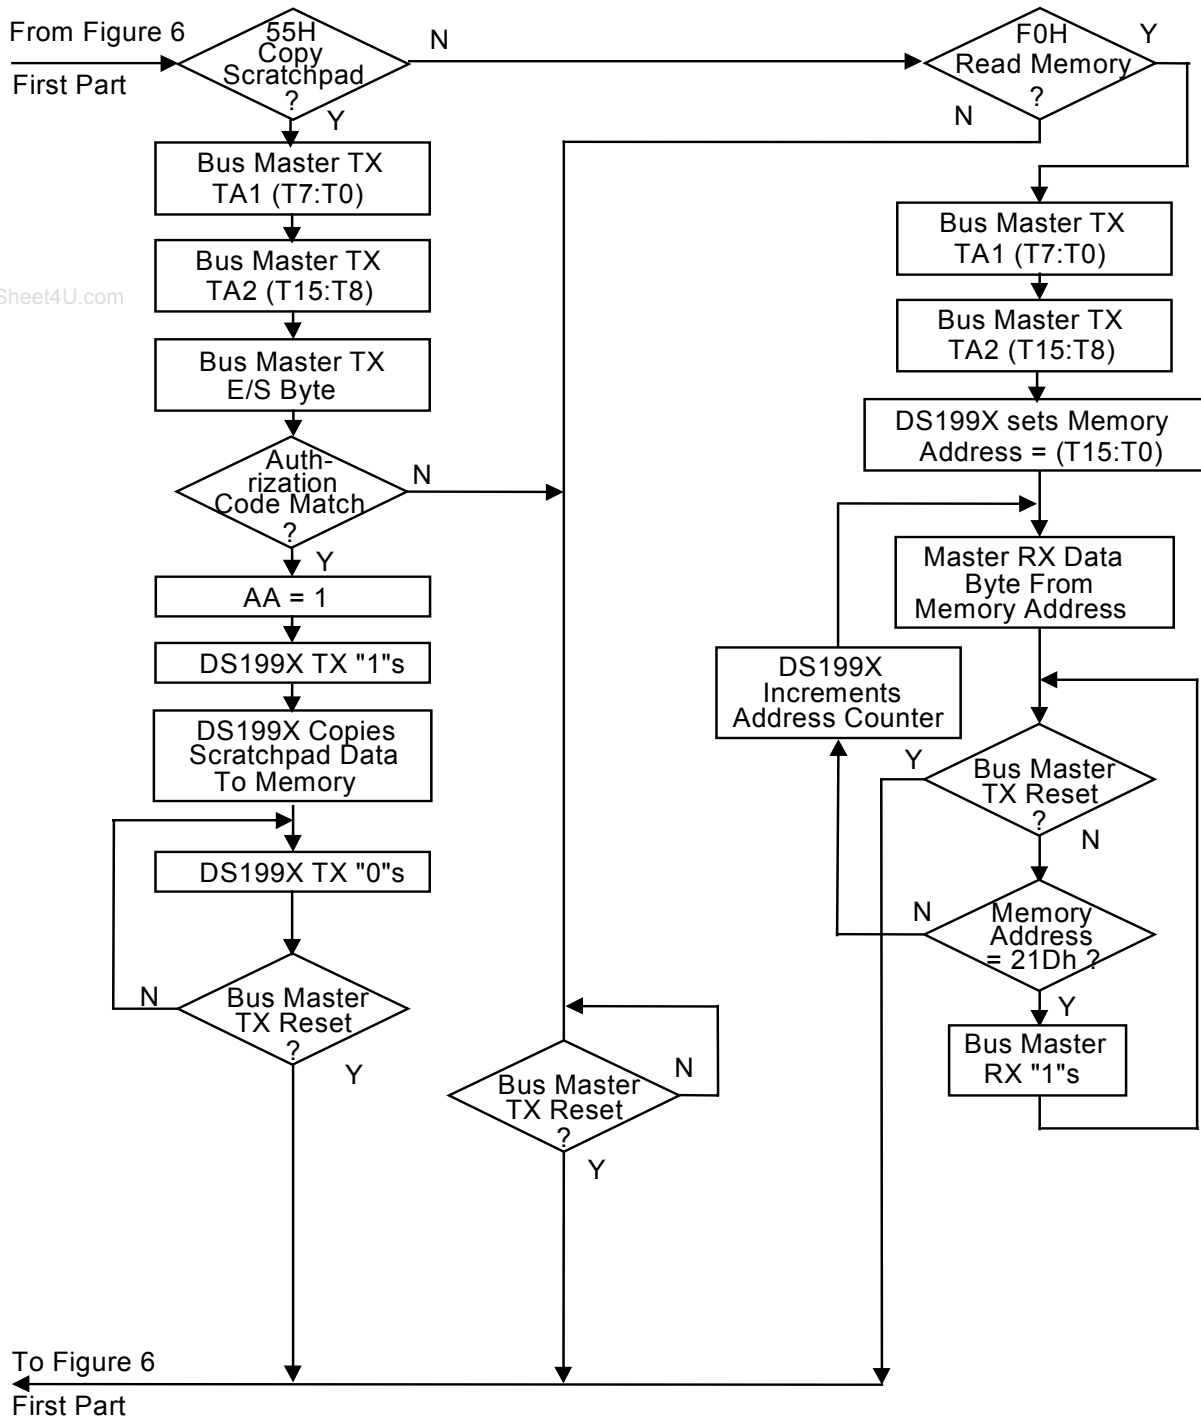 From Figure 6
First Part
55H
Copy
Scratchpad
?
N
Y
F0H
Read Memory
?
Y
N
Bus Master TX
TA1 (T7:T0)
Bus Master TX
TA2 (T15:T8)
Bus Master TX
E/S Byte
Auth-
rization
Code Match
?
N
Y
AA = 1
DS199X TX "1"s
DS199X Copies
Scratchpad Data
To Memory
DS199X TX "0"s
Bus Master
TX Reset
?
N
Y
Bus Master
TX Reset
?
N
Y
Bus Master TX
TA1 (T7:T0)
Bus Master TX
TA2 (T15:T8)
DS199X sets Memory
Address = (T15:T0)
Master RX Data
Byte From
Memory Address
DS199X
Increments
Address Counter
Bus Master
TX Reset
?
Y
N
Memory
Address
= 21Dh ?
N
Y
Bus Master
RX "1"s
To Figure 6
First Part
Sheet4U.com